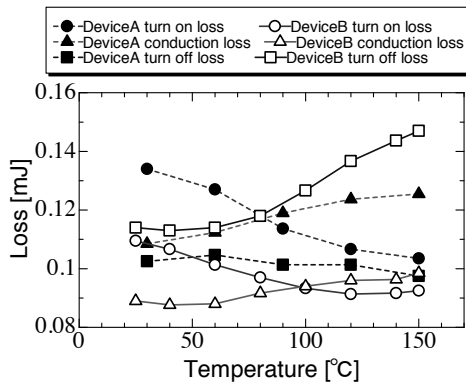 DeviceA turn on loss
DeviceB turn on loss
DeviceA conduction loss
DeviceB conduction loss
DeviceA turn off loss
DeviceB turn off loss
0.16
0.14
0.12
0.1
0.08
Loss [mJ]
0
50
100
150
Temperature [°C]